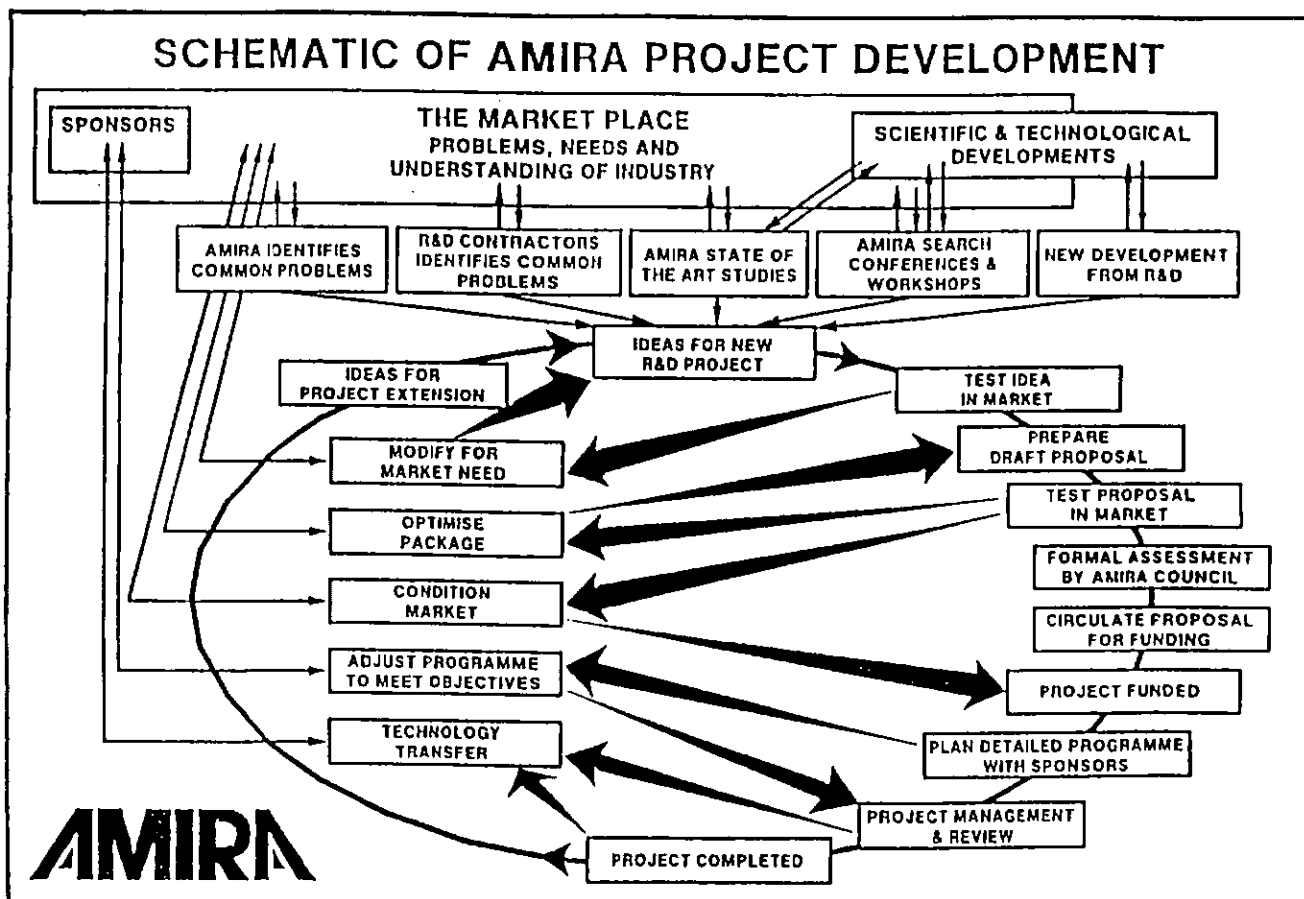 SCHEMATIC OF AMIRA PROJECT DEVELOPMENT
SPONSORS
THE MARKET PLACE
PROBLEMS, NEEDS AND
UNDERSTANDING OF INDUSTRY
SCIENTIFIC & TECHNOLOGICAL
DEVELOPMENTS
AMIRA IDENTIFIES
COMMON PROBLEMS
R&D CONTRACTORS
IDENTIFIES COMMON
PROBLEMS
AMIRA STATE OF
THE ART STUDIES
AMIRA SEARCH
CONFERENCES &
WORKSHOPS
NEW DEVELOPMENT
FROM R&D
IDEAS FOR NEW
R&D PROJECT
IDEAS FOR
PROJECT EXTENSION
TEST IDEA
IN MARKET
MODIFY FOR
MARKET NEED
PREPARE
DRAFT PROPOSAL
TEST PROPOSAL
IN MARKET
OPTIMISE
PACKAGE
FORMAL ASSESSMENT
BY AMIRA COUNCIL
CONDITION
MARKET
CIRCULATE PROPOSAL
FOR FUNDING
ADJUST PROGRAMME
TO MEET OBJECTIVES
PROJECT FUNDED
TECHNOLOGY
TRANSFER
PLAN DETAILED PROGRAMME
WITH SPONSORS
PROJECT MANAGEMENT
& REVIEW
PROJECT COMPLETED
AMIRA